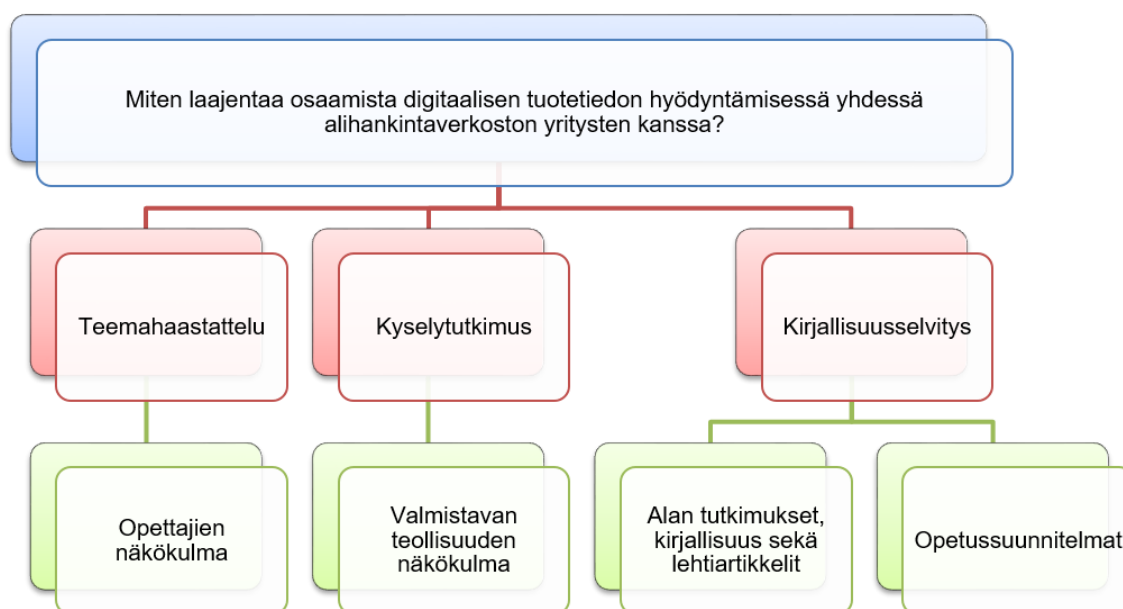 Miten laajentaa osaamista digitaalisen tuotetiedon hyödyntämisessä yhdessä
alihankintaverkoston yritysten kanssa?
Teemahaastattelu
Kyselytutkimus
Kirjallisuusselvitys
Opettajien
näkökulma
Valmistavan
teollisuuden
näkökulma
Alan tutkimukset,
kirjallisuus sekä
lehtiartikkelit
Opetussuunnitelmat